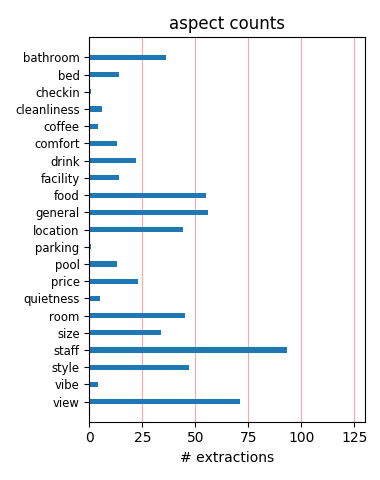 aspect counts
bathroom
bed
checkin
cleanliness
coffee
comfort
drink
facility
food
general
location
parking
pool
price
quietness
room
size
staff
style
vibe
view
0 25 50 75 100 125
# extractions